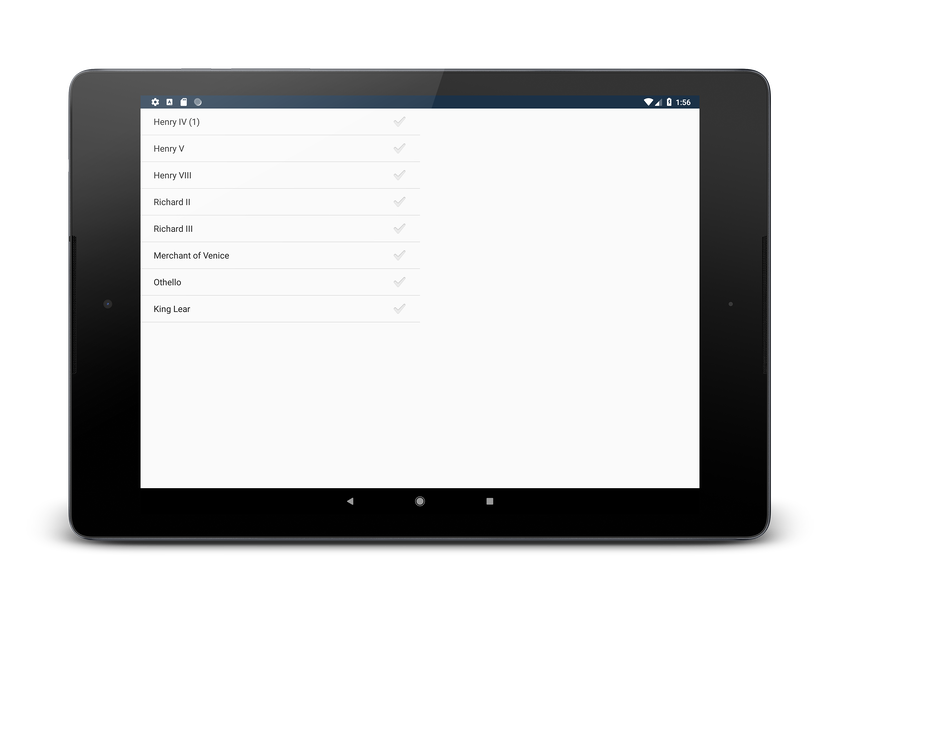 1:56
Henry IV (1)
Henry V
Henry VIII
Richard II
Richard III
Merchant of Venice
Othello
King Lear